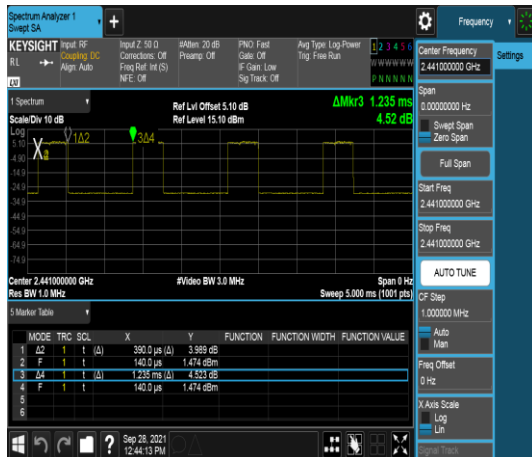 Spectrum Analyzer 1
Swept SA
Frequency
KEYSIGHT
RL
LXI
Input: RF
Coupling: DC
Align: Auto
Input Z: 50 Ω
Corrections: Off
Freq Ref: Int (S)
NFE: Off
#Atten: 20 dB
Preamp: Off
PNO: Fast
Gate: Off
IF Gain: Low
Sig Track: Off
Avg Type: Log-Power
Trig: Free Run
1 2 3 4 5 6
W W W W W W
P N N N N N
Center Frequency
2.441000000 GHz
Settings
Span
0.00000000 Hz
Swept Span
Zero Span
Full Span
Start Freq
2.441000000 GHz
Stop Freq
2.441000000 GHz
AUTO TUNE
CF Step
1.000000 MHz
Auto
Man
Freq Offset
0 Hz
X Axis Scale
Log
Lin
Signal Track
1 Spectrum
Scale/Div 10 dB
Ref Lvl Offset 5.10 dB
Ref Level 15.10 dBm
ΔMkr3 1.235 ms
4.52 dB
Log
1Δ2
3Δ4
5.10
-4.90
-14.9
-24.9
-34.9
-44.9
-54.9
-64.9
-74.9
Center 2.441000000 GHz
Res BW 1.0 MHz
#Video BW 3.0 MHz
Span 0 Hz
Sweep 5.000 ms (1001 pts)
5 Marker Table
MODE TRC SCL X Y FUNCTION FUNCTION WIDTH FUNCTION VALUE
1 Δ2 1 t (Δ) 390.0 µs (Δ) 3.989 dB
2 F 1 t 140.0 µs 1.474 dBm
3 Δ4 1 t (Δ) 1.235 ms (Δ) 4.523 dB
4 F 1 t 140.0 µs 1.474 dBm
5
6
?
Sep 28, 2021
12:44:13 PM